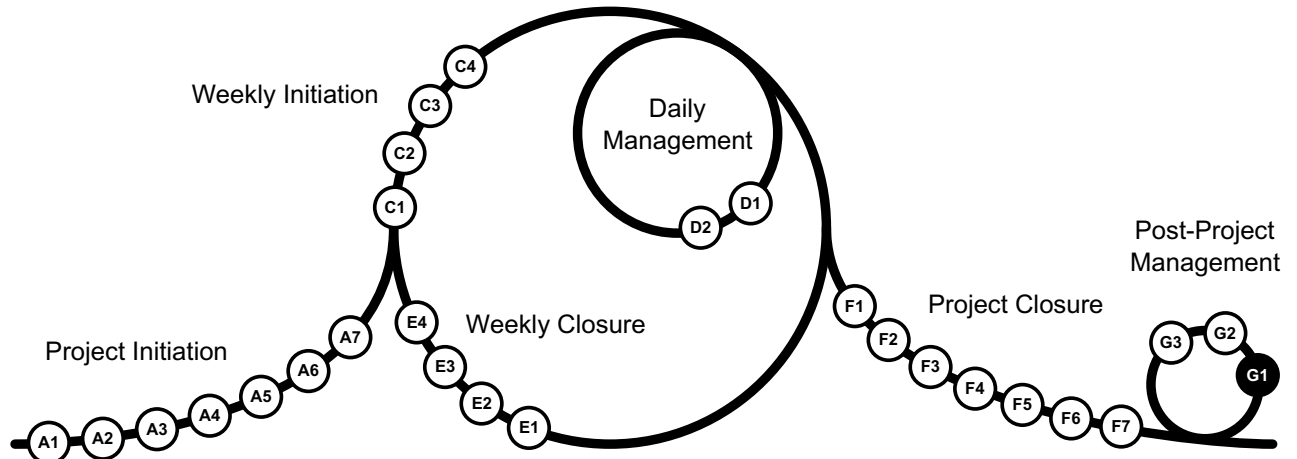 Project Initiation
A1
A2
A3
A4
A5
A6
A7
Weekly Initiation
C1
C2
C3
C4
Daily
Management
D1
D2
Weekly Closure
E1
E2
E3
E4
Project Closure
F1
F2
F3
F4
F5
F6
F7
Post-Project
Management
G1
G2
G3